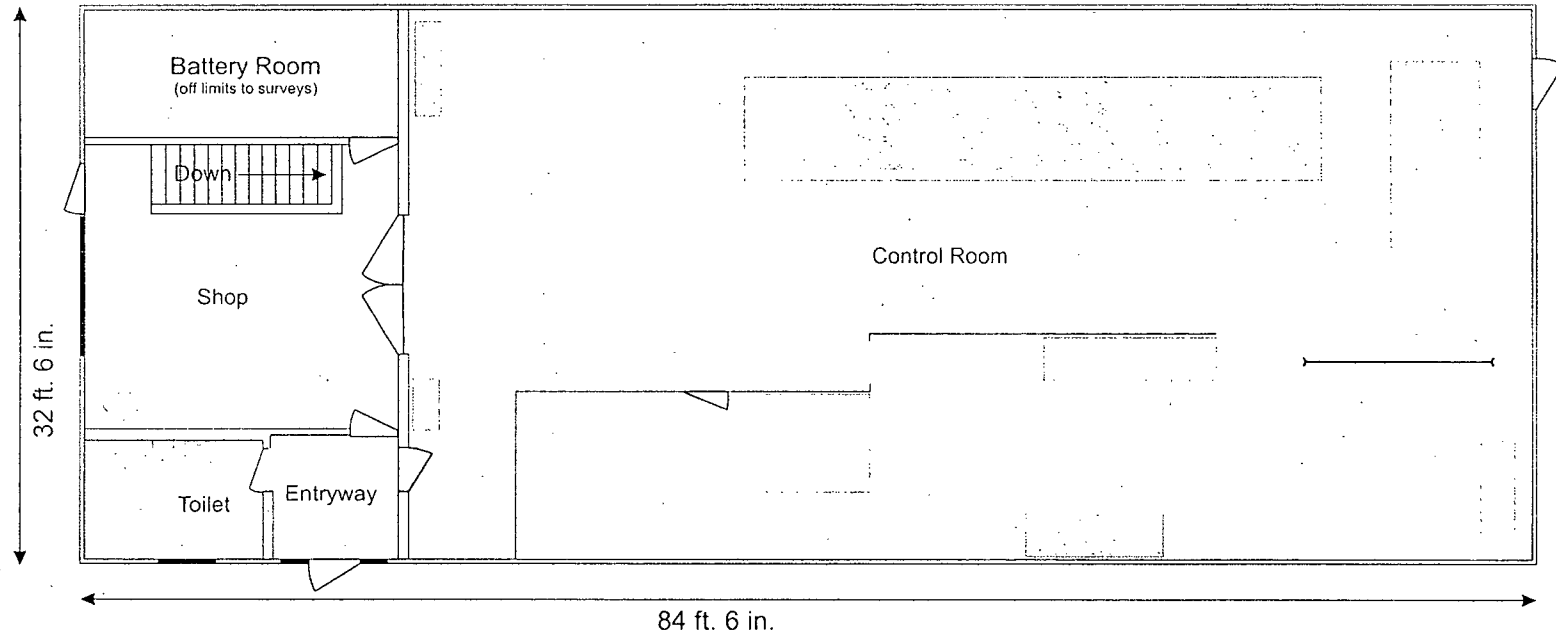 Battery Room
(off limits to surveys)
Down
Control Room
Shop
32 ft. 6 in.
Toilet
Entryway
84 ft. 6 in.